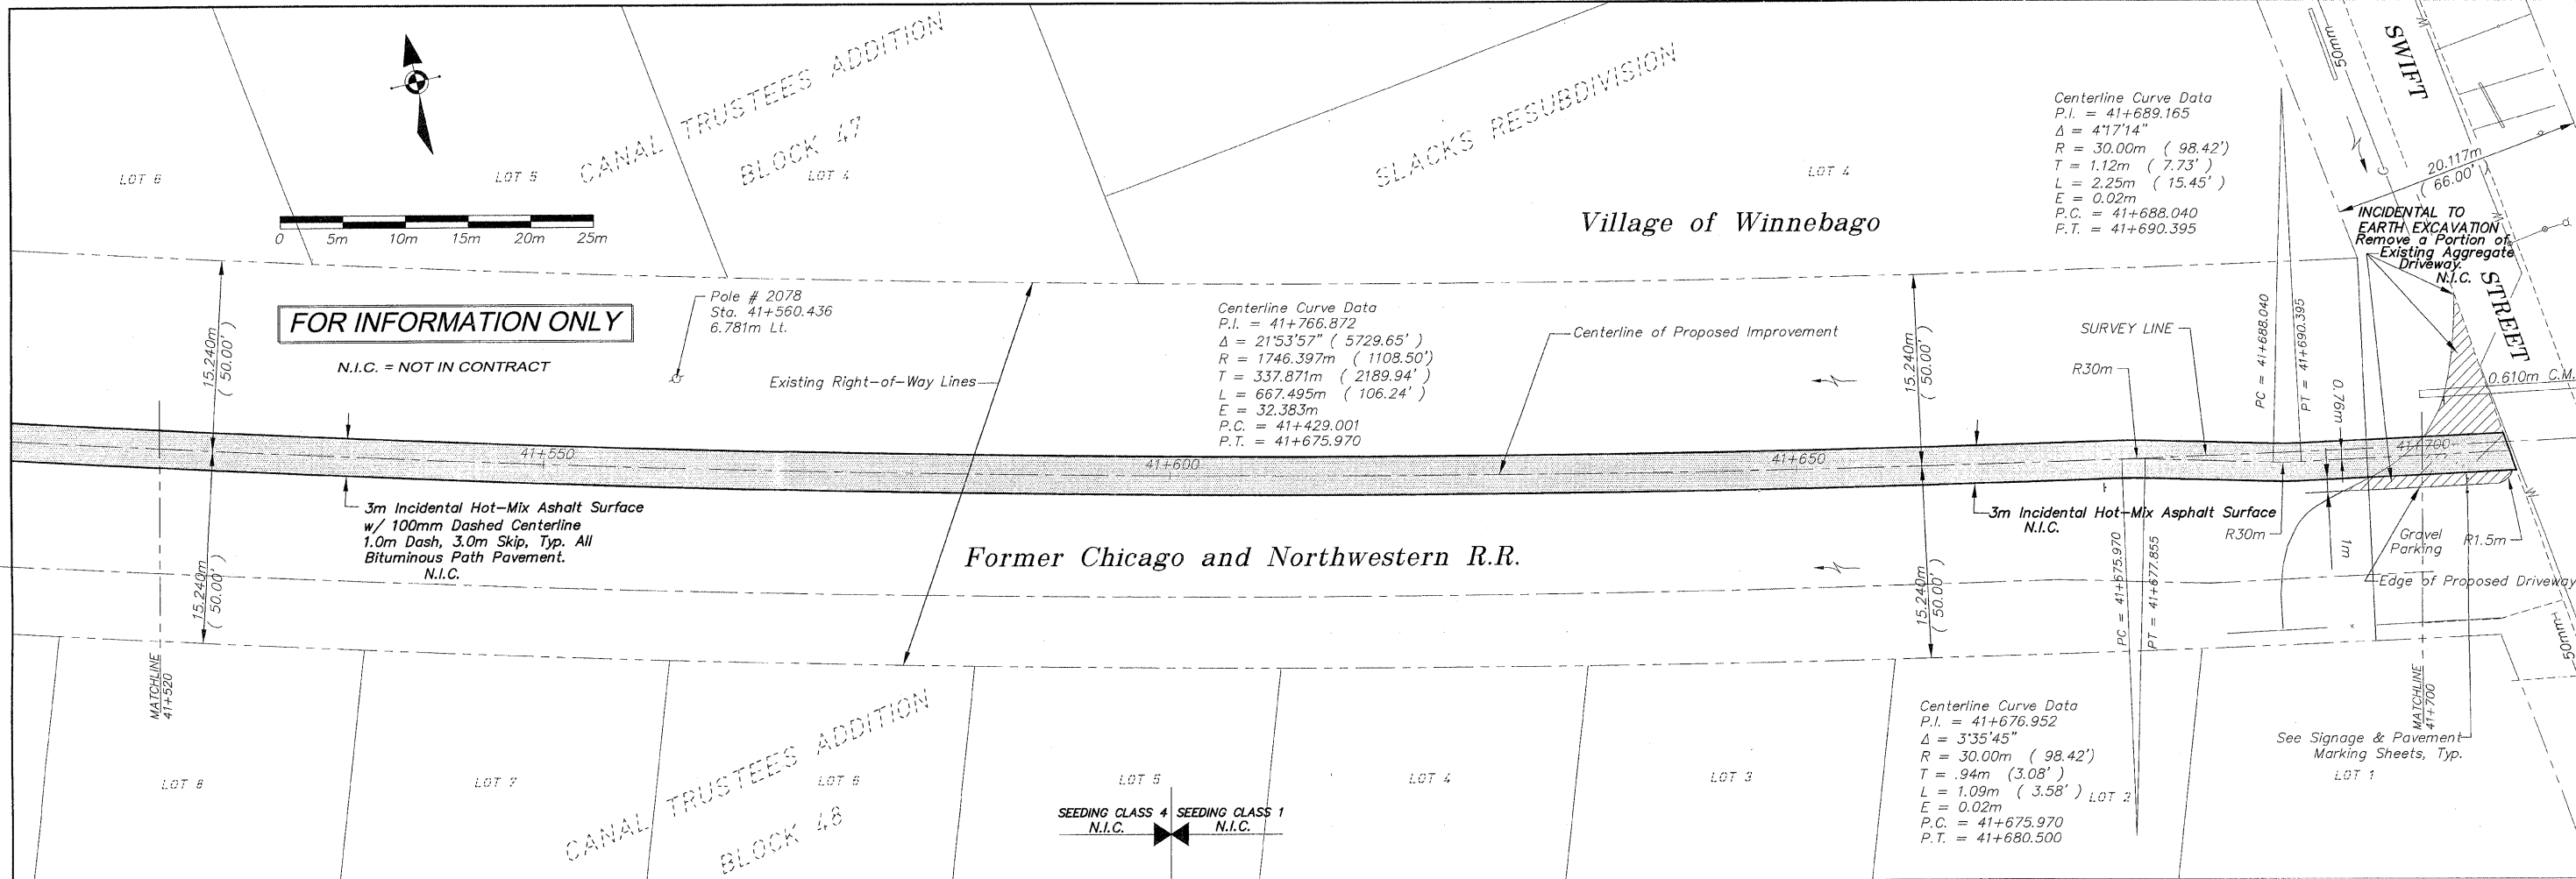 CANAL TRUSTEES ADDITION
BLOCK 47
LOT 6
LOT 5
LOT 4
SLACKS RESUBDIVISION
LOT 4
Village of Winnebago
0 5m 10m 15m 20m 25m
FOR INFORMATION ONLY
N.I.C. = NOT IN CONTRACT
Pole # 2078
Sta. 41+560.436
6.781m Lt.
Existing Right-of-Way Lines
Centerline Curve Data
P.I. = 41+766.872
Δ = 21°53'57" ( 5729.65' )
R = 1746.397m ( 1108.50')
T = 337.871m ( 2189.94' )
L = 667.495m ( 106.24' )
E = 32.383m
P.C. = 41+429.001
P.T. = 41+675.970
Centerline of Proposed Improvement
Centerline Curve Data
P.I. = 41+689.165
Δ = 4°17'14"
R = 30.00m ( 98.42')
T = 1.12m ( 7.73' )
L = 2.25m ( 15.45' )
E = 0.02m
P.C. = 41+688.040
P.T. = 41+690.395
50mm
SWIFT
STREET
20.117m
( 66.00' )
INCIDENTAL TO
EARTH EXCAVATION
Remove a Portion of
Existing Aggregate
Driveway.
N.I.C.
SURVEY LINE
R30m
PC = 41+688.040
PT = 41+690.395
0.76m
0.610m C.M.
15.240m
( 50.00' )
15.240m
( 50.00' )
15.240m
( 50.00' )
15.240m
( 50.00' )
41+550
41+600
41+650
41+700
3m Incidental Hot-Mix Ashalt Surface
w/ 100mm Dashed Centerline
1.0m Dash, 3.0m Skip, Typ. All
Bituminous Path Pavement.
N.I.C.
Former Chicago and Northwestern R.R.
3m Incidental Hot-Mix Asphalt Surface
N.I.C.
R30m
1m
Gravel
Parking
R1.5m
Edge of Proposed Driveway
PC = 41+675.970
PT = 41+677.855
50mm
MATCHLINE
41+520
MATCHLINE
41+700
See Signage & Pavement
Marking Sheets, Typ.
Centerline Curve Data
P.I. = 41+676.952
Δ = 3°35'45"
R = 30.00m ( 98.42')
T = .94m (3.08' )
L = 1.09m ( 3.58' )
E = 0.02m
P.C. = 41+675.970
P.T. = 41+680.500
LOT 8
LOT 7
LOT 6
LOT 5
LOT 4
LOT 3
LOT 2
LOT 1
CANAL TRUSTEES ADDITION
BLOCK 48
SEEDING CLASS 4 SEEDING CLASS 1
N.I.C. N.I.C.